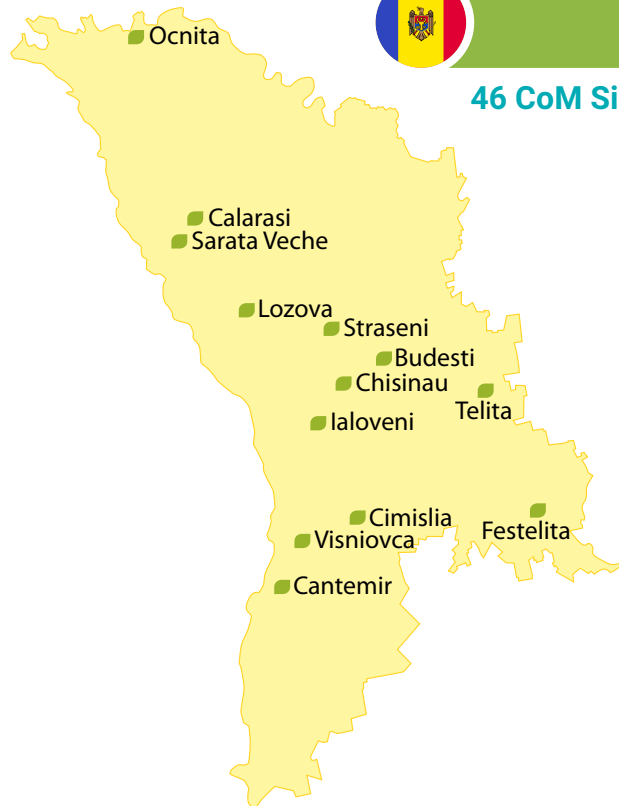 Ocnita
46 CoM Si
Calarasi
Sarata Veche
Lozova
Straseni
Budesti
Chisinau
Telita
Ialoveni
Cimislia
Festelita
Visniovca
Cantemir